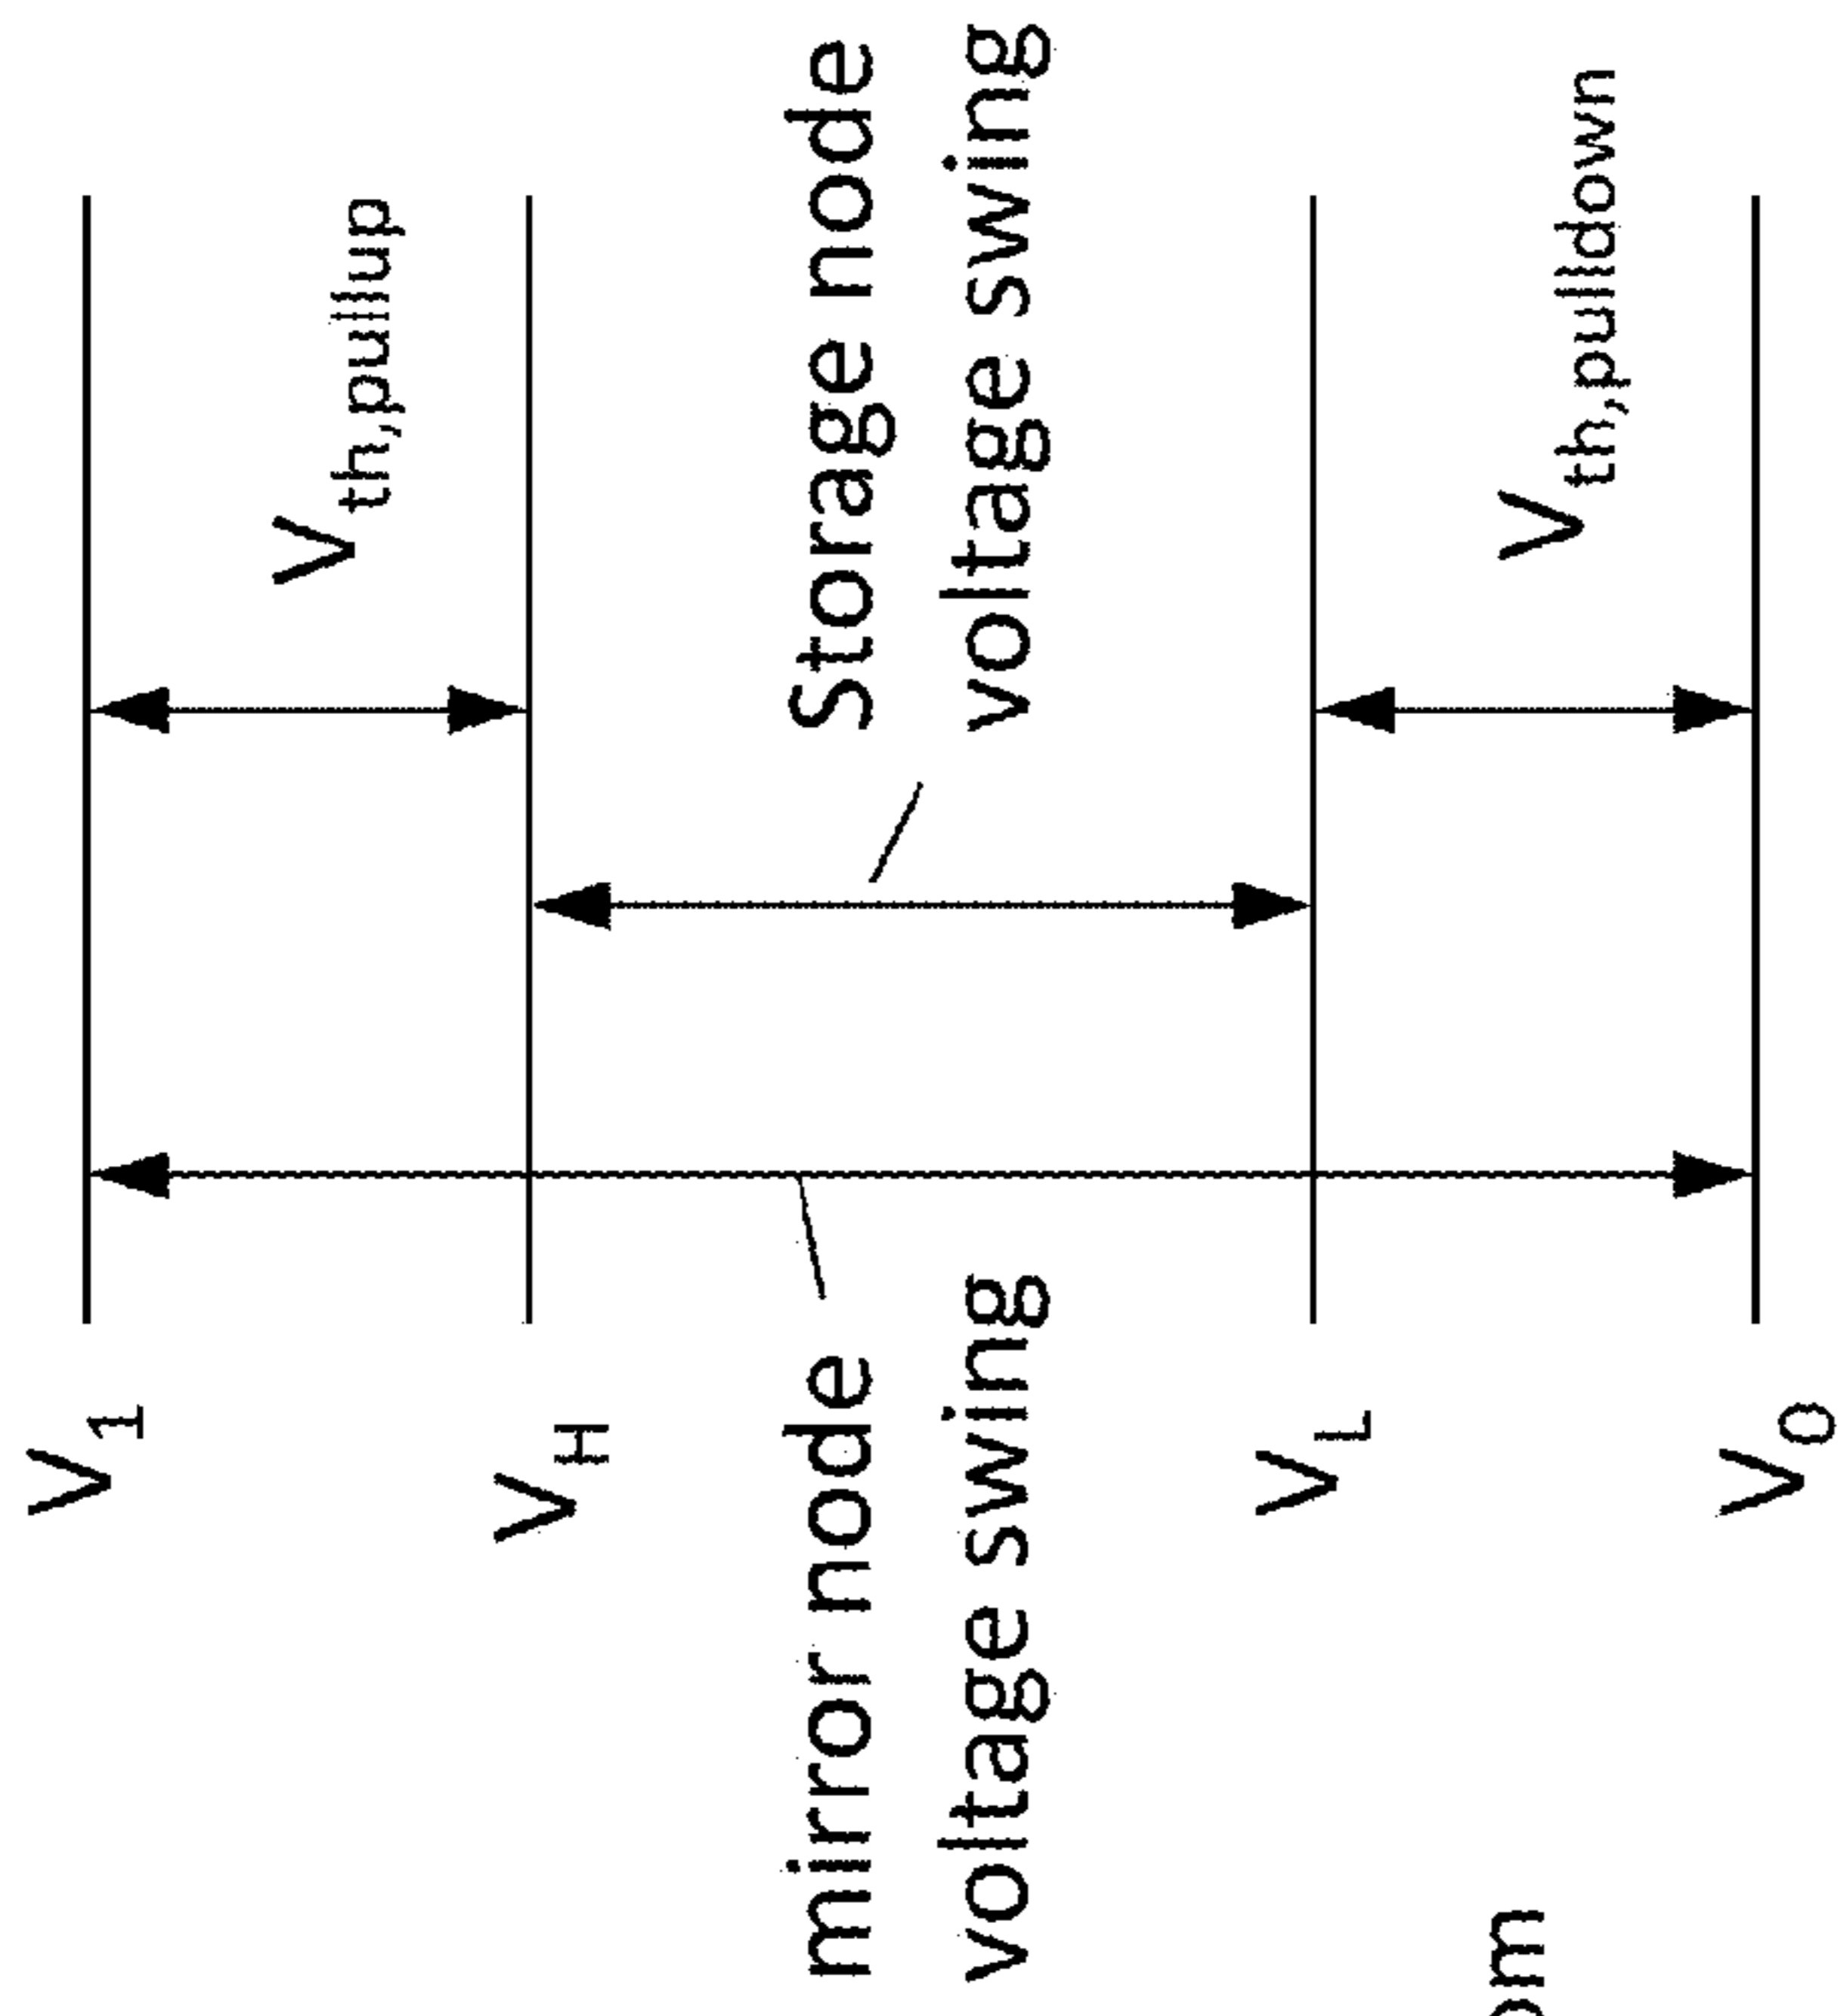 V1
Vth,pullup
VH
mirror node
voltage swing
Storage node
voltage swing
VL
Vth,pulldown
V0